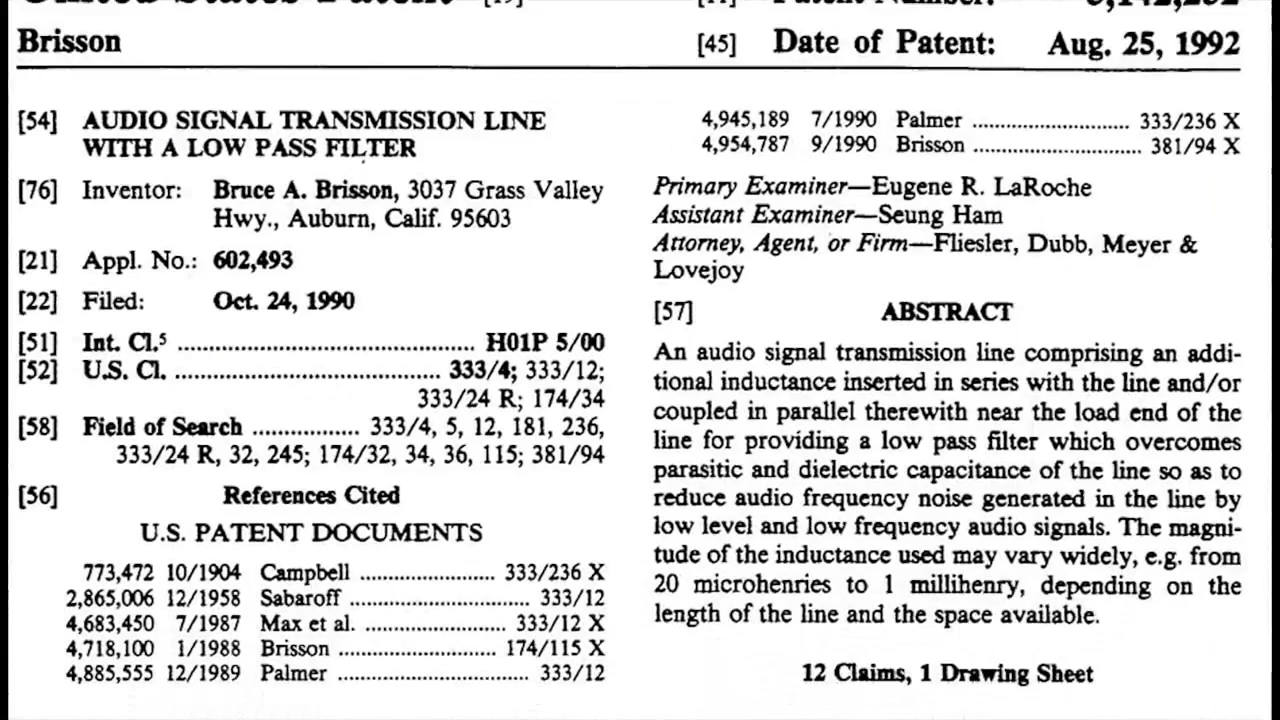 United States Patent [19]
[11] Patent Number: 5,142,252
Brisson
[45] Date of Patent: Aug. 25, 1992
[54] AUDIO SIGNAL TRANSMISSION LINE
WITH A LOW PASS FILTER
[76] Inventor: Bruce A. Brisson, 3037 Grass Valley
Hwy., Auburn, Calif. 95603
[21] Appl. No.: 602,493
[22] Filed: Oct. 24, 1990
[51] Int. Cl.⁵ ............................................. H01P 5/00
[52] U.S. Cl. ........................................ 333/4; 333/12;
333/24 R; 174/34
[58] Field of Search ................ 333/4, 5, 12, 181, 236,
333/24 R, 32, 245; 174/32, 34, 36, 115; 381/94
[56] References Cited
U.S. PATENT DOCUMENTS
773,472 10/1904 Campbell ....................... 333/236 X
2,865,006 12/1958 Sabaroff ............................... 333/12
4,683,450 7/1987 Max et al. ......................... 333/12 X
4,718,100 1/1988 Brisson ........................... 174/115 X
4,885,555 12/1989 Palmer .................................. 333/12
4,945,189 7/1990 Palmer ........................... 333/236 X
4,954,787 9/1990 Brisson ............................. 381/94 X
Primary Examiner—Eugene R. LaRoche
Assistant Examiner—Seung Ham
Attorney, Agent, or Firm—Fliesler, Dubb, Meyer &
Lovejoy
[57] ABSTRACT
An audio signal transmission line comprising an addi-
tional inductance inserted in series with the line and/or
coupled in parallel therewith near the load end of the
line for providing a low pass filter which overcomes
parasitic and dielectric capacitance of the line so as to
reduce audio frequency noise generated in the line by
low level and low frequency audio signals. The magni-
tude of the inductance used may vary widely, e.g. from
20 microhenries to 1 millihenry, depending on the
length of the line and the space available.
12 Claims, 1 Drawing Sheet